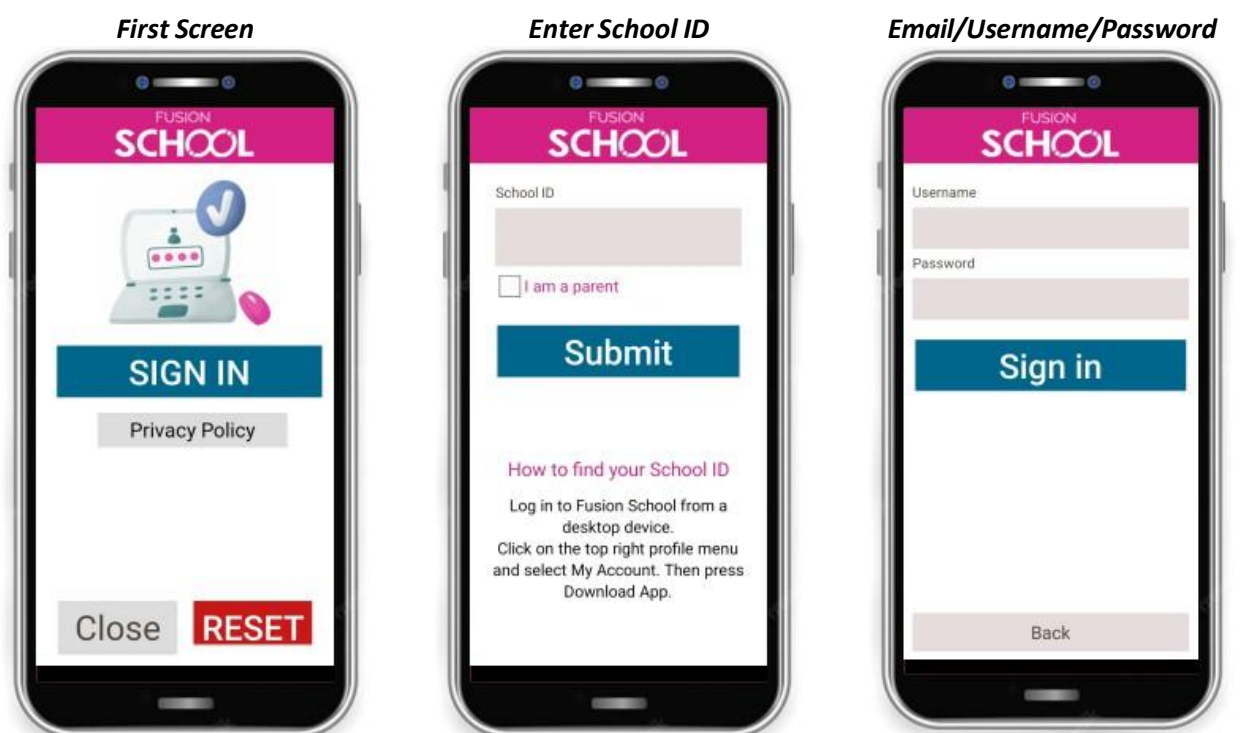 First Screen
Enter School ID
Email/Username/Password
FUSION
SCHOOL
SIGN IN
Privacy Policy
Close
RESET
FUSION
SCHOOL
School ID
I am a parent
Submit
How to find your School ID
Log in to Fusion School from a
desktop device.
Click on the top right profile menu
and select My Account. Then press
Download App.
FUSION
SCHOOL
Username
Password
Sign in
Back